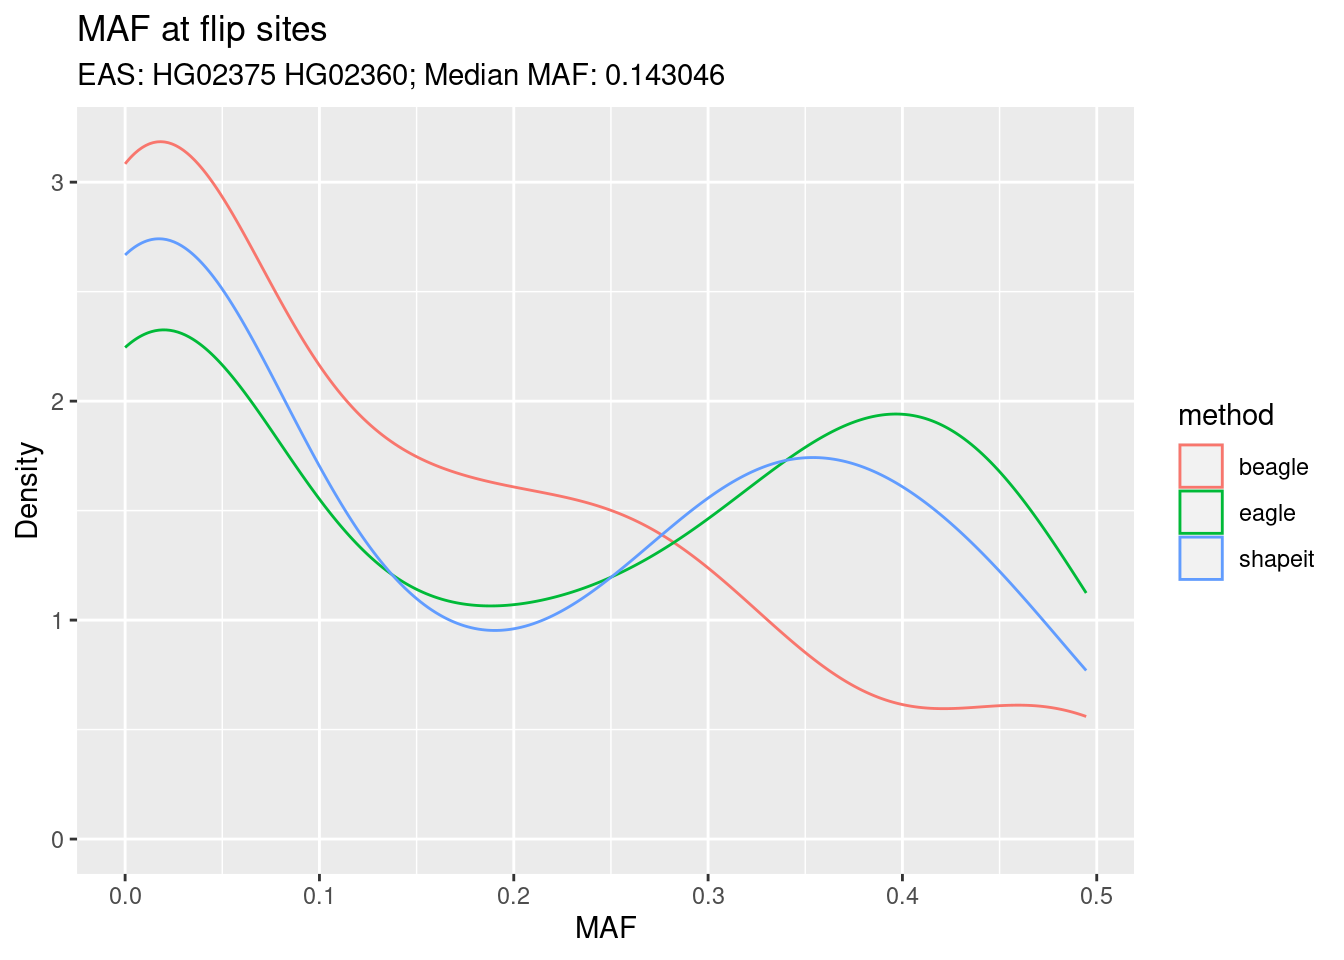 MAF at flip sites
EAS: HG02375 HG02360; Median MAF: 0.143046
Density
3
2
1
0
0.0 0.1 0.2 0.3 0.4 0.5
MAF
method
beagle
eagle
shapeit